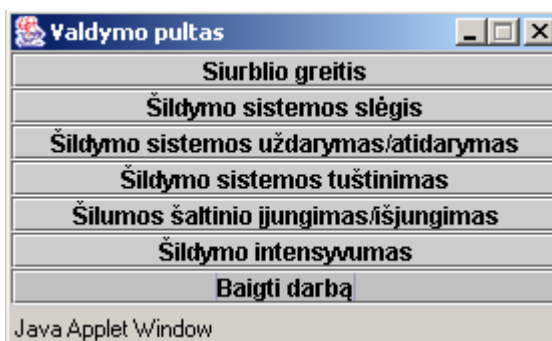 Valdymo pultas
Siurblio greitis
Šildymo sistemos slėgis
Šildymo sistemos uždarymas/atidarymas
Šildymo sistemos tuštinimas
Šilumos šaltinio įjungimas/išjungimas
Šildymo intensyvumas
Baigti darbą
Java Applet Window